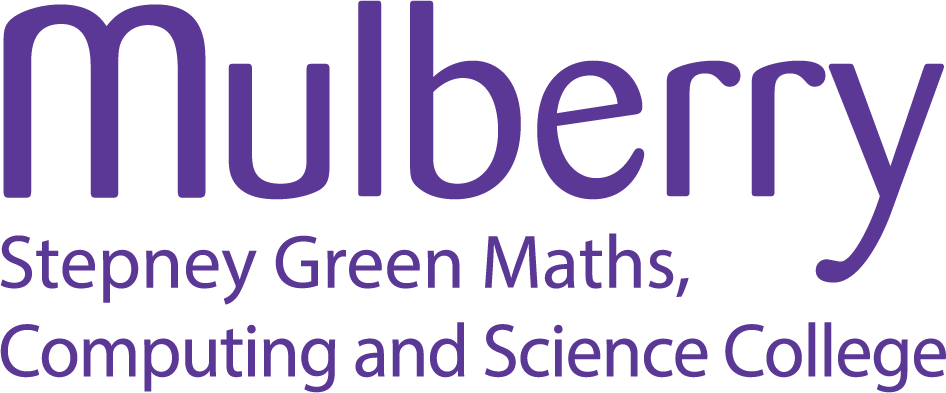 Mulberry
Stepney Green Maths,
Computing and Science College